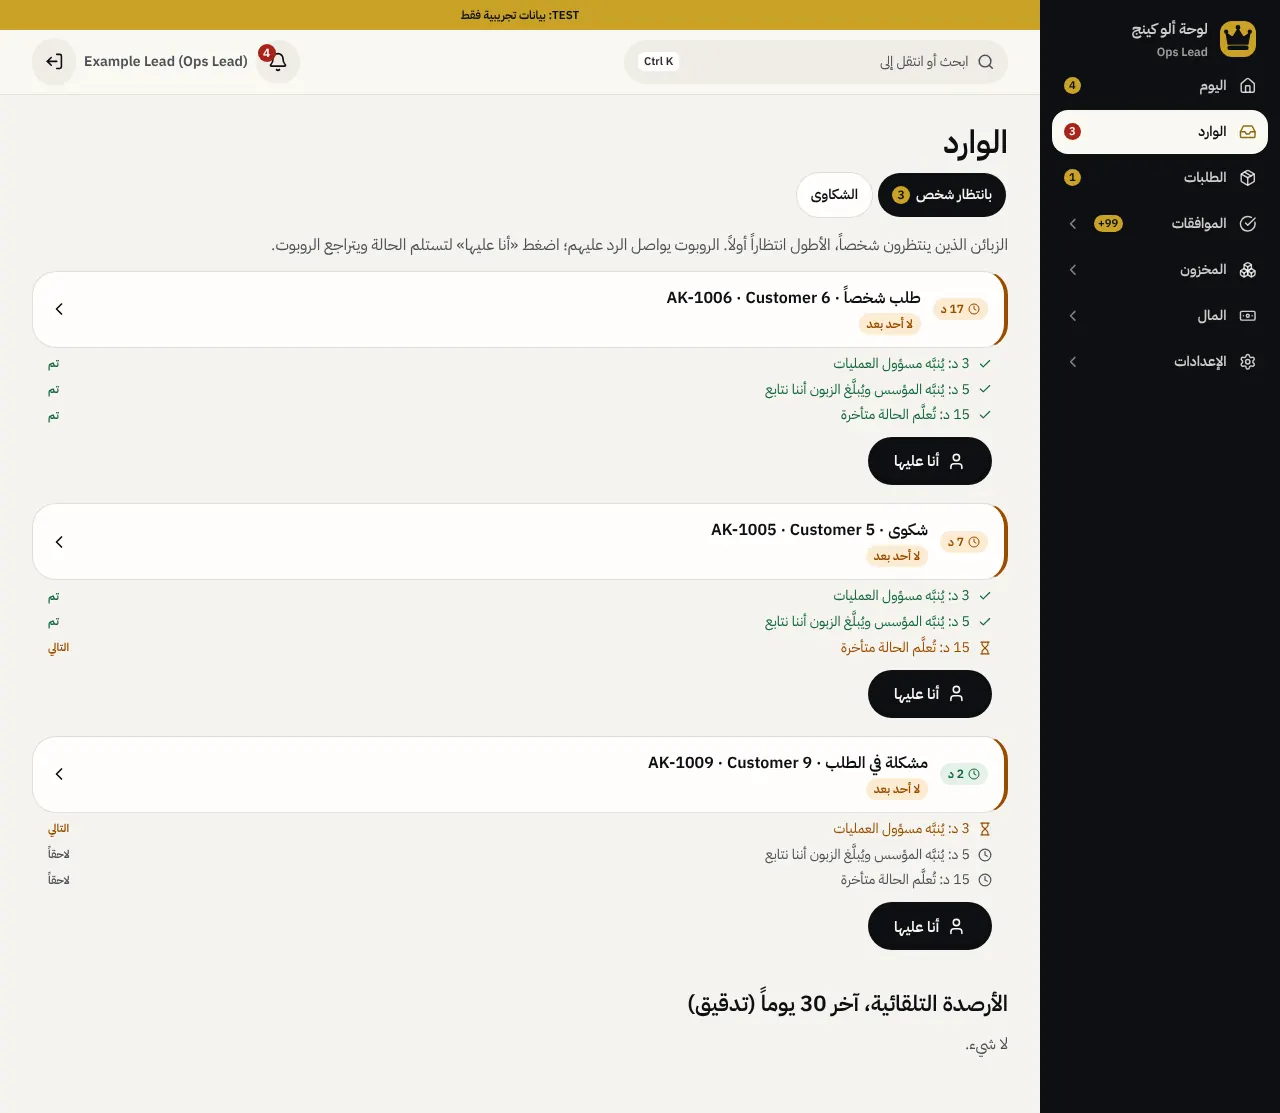 TEST: بيانات تجريبية فقط
لوحة ألو كينج
Ops Lead
اليوم
4
الوارد
3
الطلبات
1
الموافقات
99+
المخزون
المال
الإعدادات
ابحث أو انتقل إلى
Ctrl K
4
Example Lead (Ops Lead)
الوارد
بانتظار شخص 3
الشكاوى
الزبائن الذين ينتظرون شخصاً، الأطول انتظاراً أولاً. الروبوت يواصل الرد عليهم؛ اضغط «أنا عليها» لتستلم الحالة ويتراجع الروبوت.
17 د
طلب شخصاً · AK-1006 · Customer 6
لا أحد بعد
3 د: يُنبَّه مسؤول العمليات
تم
5 د: يُنبَّه المؤسس ويُبلَّغ الزبون أننا نتابع
تم
15 د: تُعلَّم الحالة متأخرة
تم
أنا عليها
7 د
شكوى · AK-1005 · Customer 5
لا أحد بعد
3 د: يُنبَّه مسؤول العمليات
تم
5 د: يُنبَّه المؤسس ويُبلَّغ الزبون أننا نتابع
تم
15 د: تُعلَّم الحالة متأخرة
التالي
أنا عليها
2 د
مشكلة في الطلب · AK-1009 · Customer 9
لا أحد بعد
3 د: يُنبَّه مسؤول العمليات
التالي
5 د: يُنبَّه المؤسس ويُبلَّغ الزبون أننا نتابع
لاحقاً
15 د: تُعلَّم الحالة متأخرة
لاحقاً
أنا عليها
الأرصدة التلقائية، آخر 30 يوماً (تدقيق)
لا شيء.